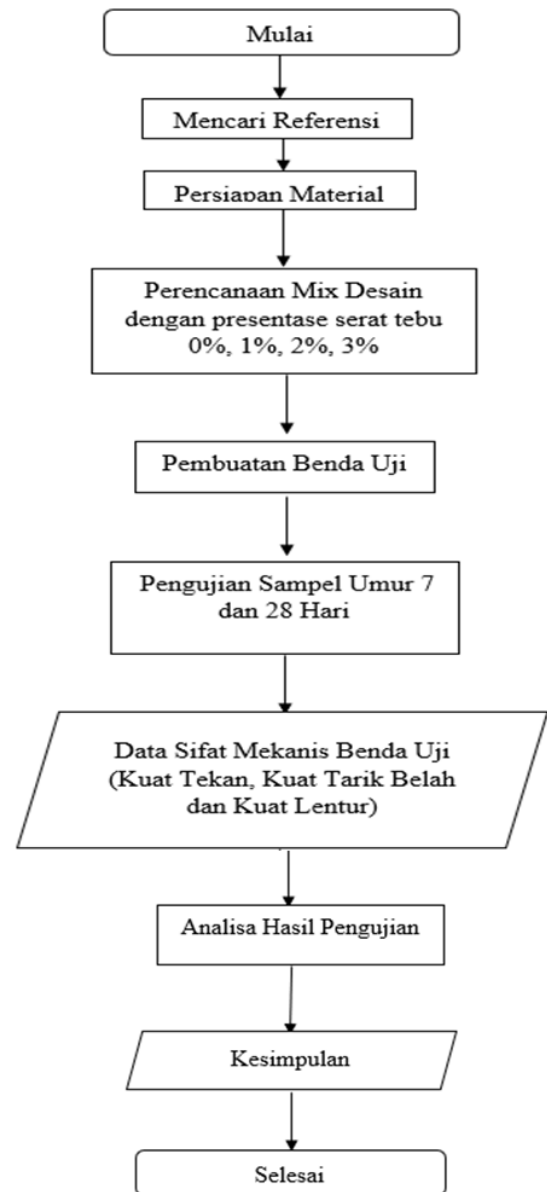 Mulai
Mencari Referensi
Persiapan Material
Perencanaan Mix Desain
dengan presentase serat tebu
0%, 1%, 2%, 3%
Pembuatan Benda Uji
Pengujian Sampel Umur 7
dan 28 Hari
Data Sifat Mekanis Benda Uji
(Kuat Tekan, Kuat Tarik Belah
dan Kuat Lentur)
Analisa Hasil Pengujian
Kesimpulan
Selesai